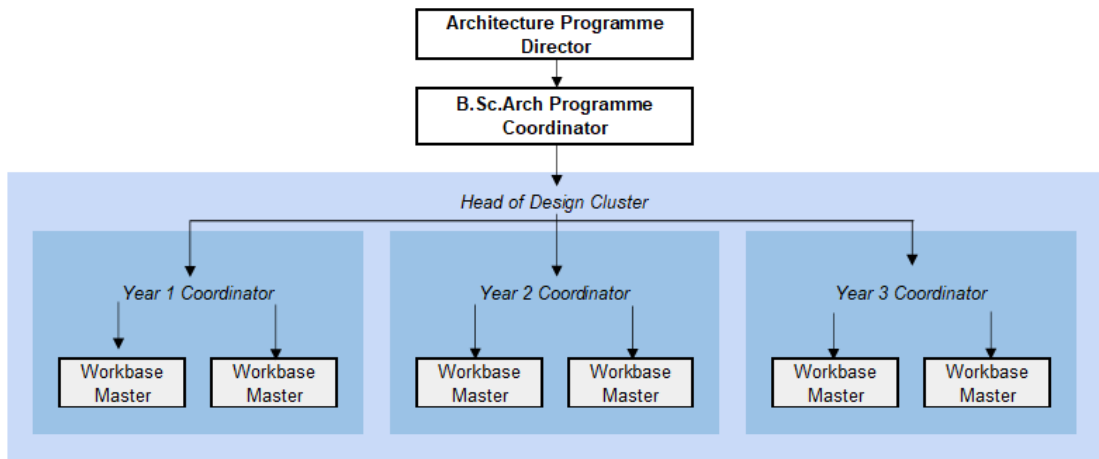 Architecture Programme
Director
B.Sc.Arch Programme
Coordinator
Head of Design Cluster
Year 1 Coordinator
Year 2 Coordinator
Year 3 Coordinator
Workbase
Master
Workbase
Master
Workbase
Master
Workbase
Master
Workbase
Master
Workbase
Master